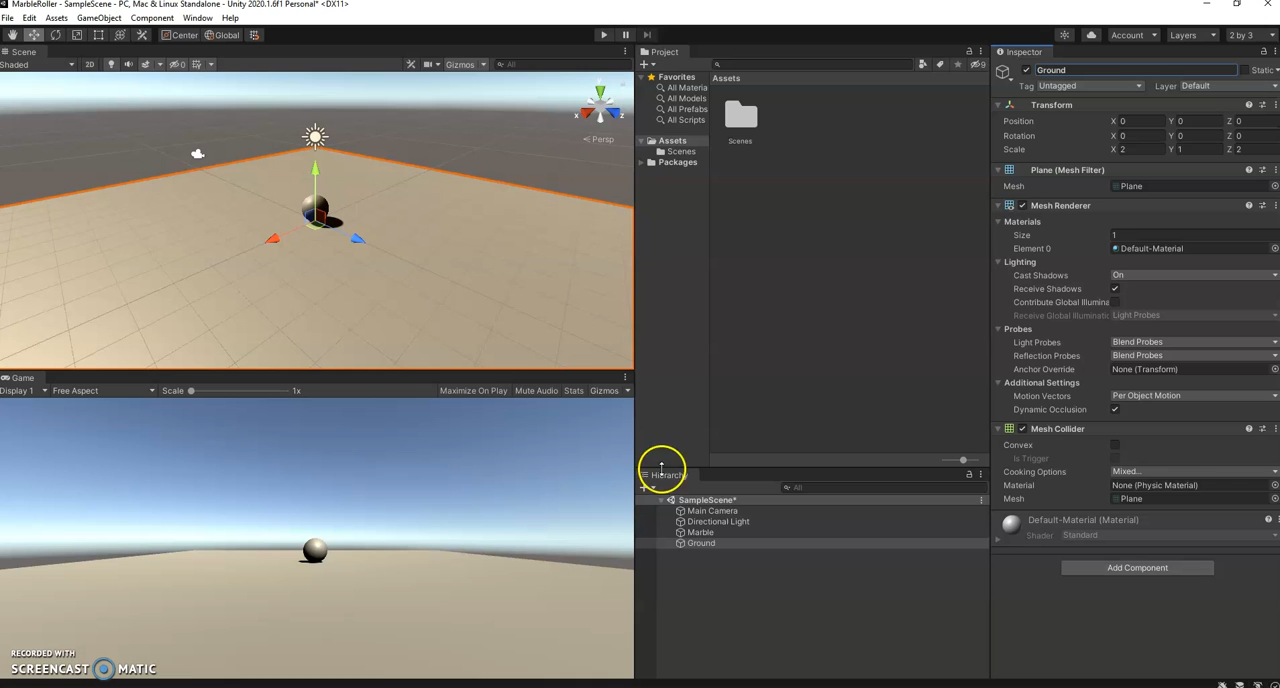 MarbleRoller - SampleScene - PC, Mac & Linux Standalone - Unity 2020.1.6f1 Personal* <DX11>
File Edit Assets GameObject Component Window Help
Center Global Account Layers 2 by 3
Scene
Shaded 2D 0 Gizmos All
Persp
Game
Display 1 Free Aspect Scale 1x Maximize On Play Mute Audio Stats Gizmos
RECORDED WITH
SCREENCAST MATIC
Project
9
Favorites
All Materia
All Models
All Prefabs
All Scripts
Assets
Scenes
Packages
Assets
Scenes
Hierarchy
All
SampleScene*
Main Camera
Directional Light
Marble
Ground
Inspector
Ground Static
Tag Untagged Layer Default
Transform
Position X 0 Y 0 Z 0
Rotation X 0 Y 0 Z 0
Scale X 2 Y 1 Z 2
Plane (Mesh Filter)
Mesh Plane
Mesh Renderer
Materials
Size 1
Element 0 Default-Material
Lighting
Cast Shadows On
Receive Shadows
Contribute Global Illumina
Receive Global Illuminatic Light Probes
Probes
Light Probes Blend Probes
Reflection Probes Blend Probes
Anchor Override None (Transform)
Additional Settings
Motion Vectors Per Object Motion
Dynamic Occlusion
Mesh Collider
Convex
Is Trigger
Cooking Options Mixed...
Material None (Physic Material)
Mesh Plane
Default-Material (Material)
Shader Standard
Add Component